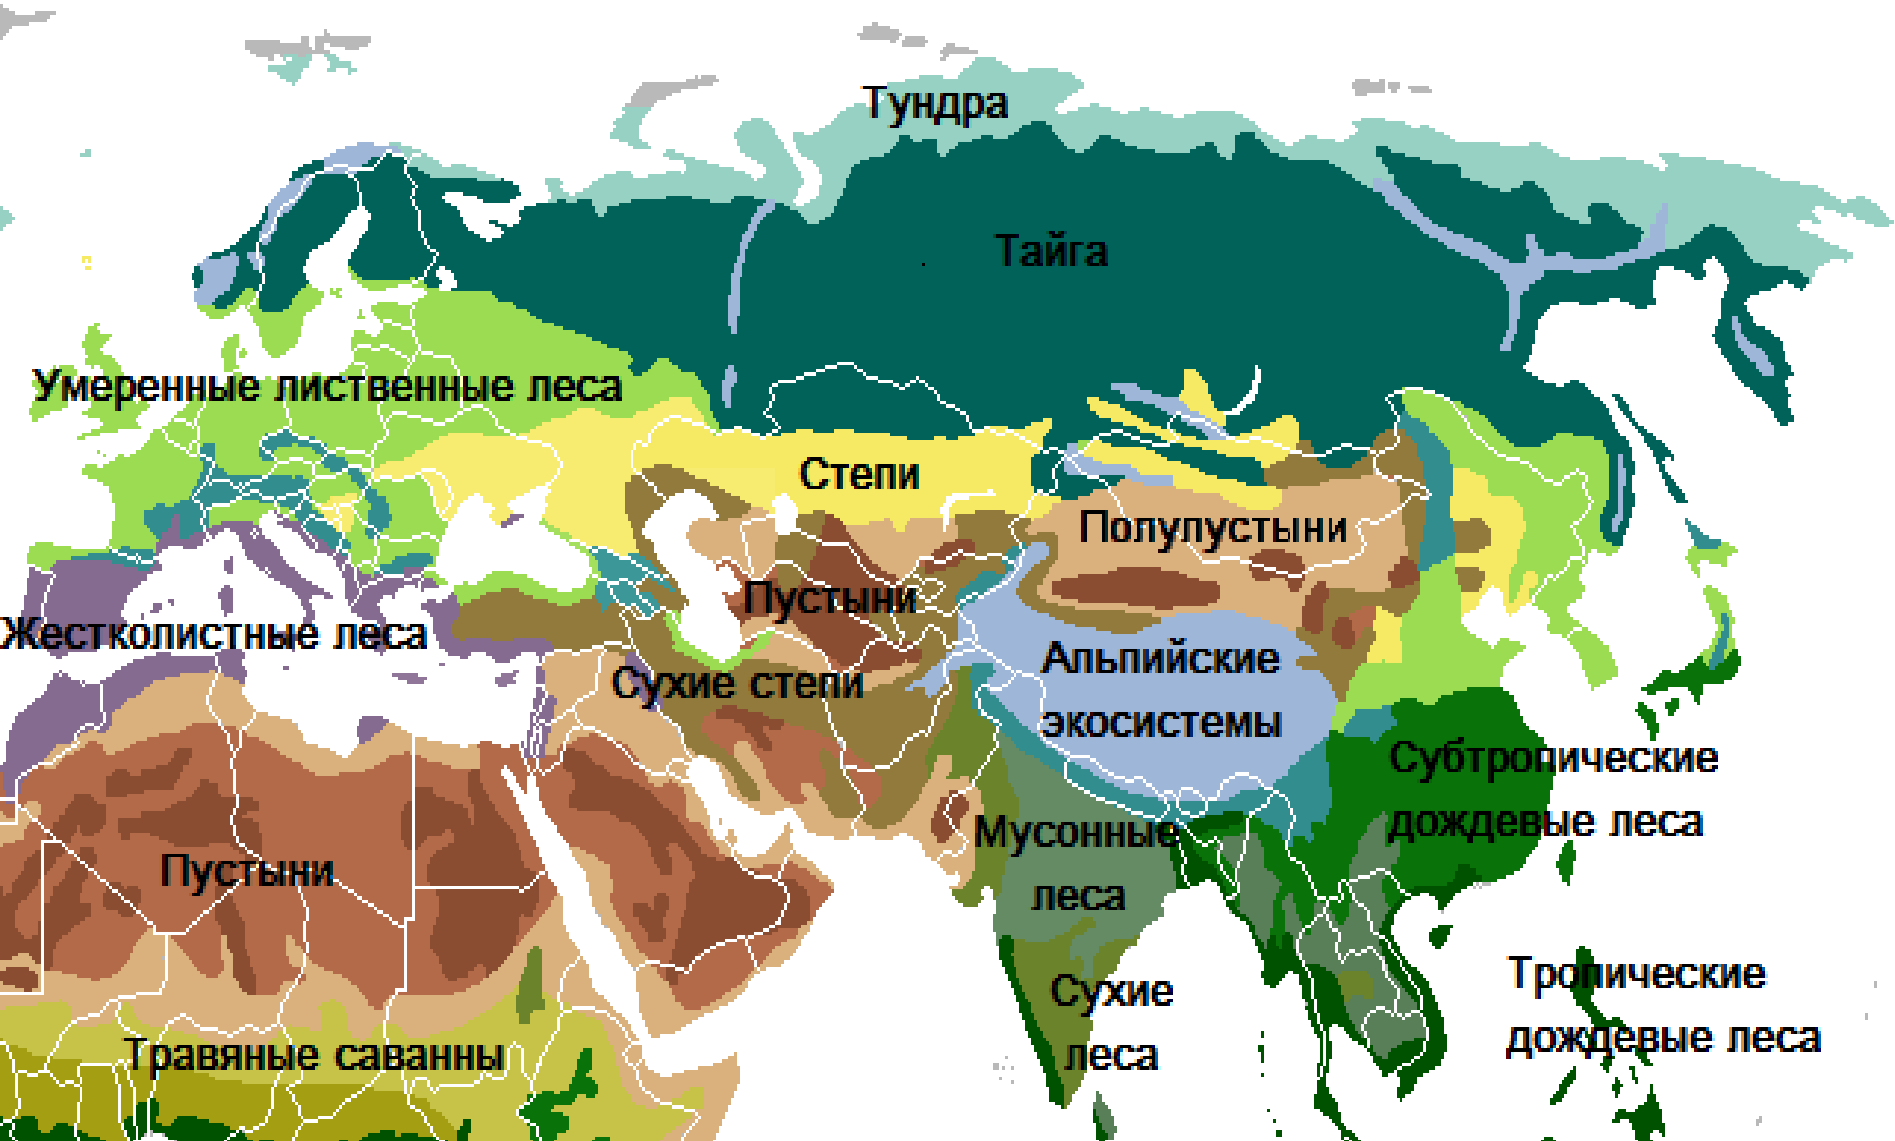 Тундра
Тайга
Умеренные лиственные леса
Степи
Полупустыни
Пустыни
Жестколистные леса
Альпийские
экосистемы
Сухие степи
Субтропические
дождевые леса
Мусонные
леса
Пустыни
Сухие
леса
Тропические
дождевые леса
Травяные саванны